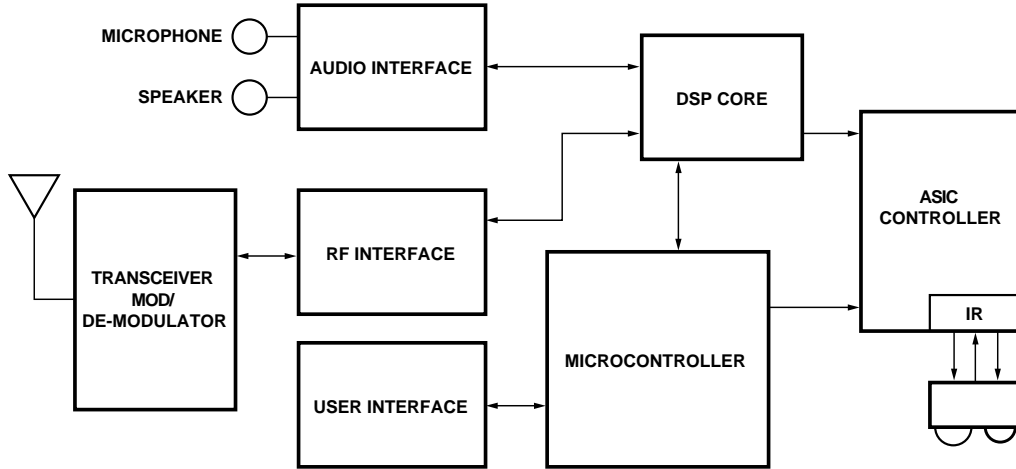 MICROPHONE
SPEAKER
AUDIO INTERFACE
DSP CORE
ASIC
CONTROLLER
TRANSCEIVER
MOD/
DE-MODULATOR
RF INTERFACE
IR
MICROCONTROLLER
USER INTERFACE